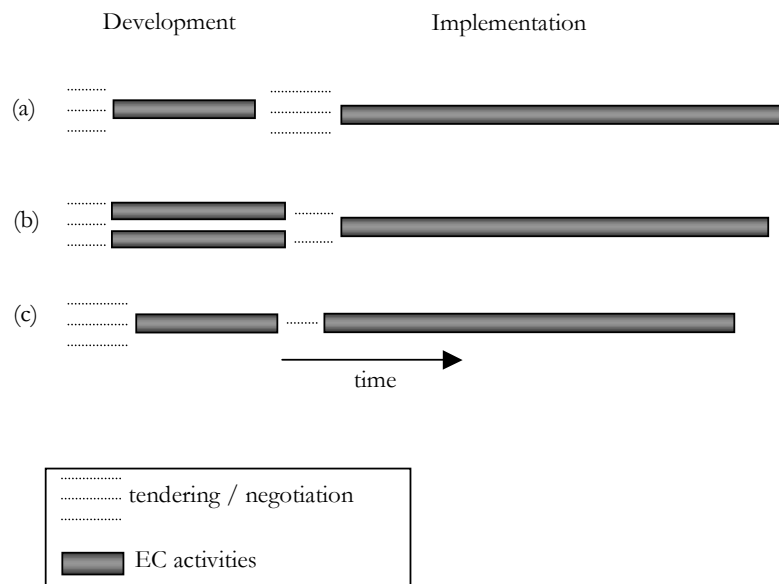 Development Implementation
(a)
(b)
(c)
time
tendering / negotiation
EC activities